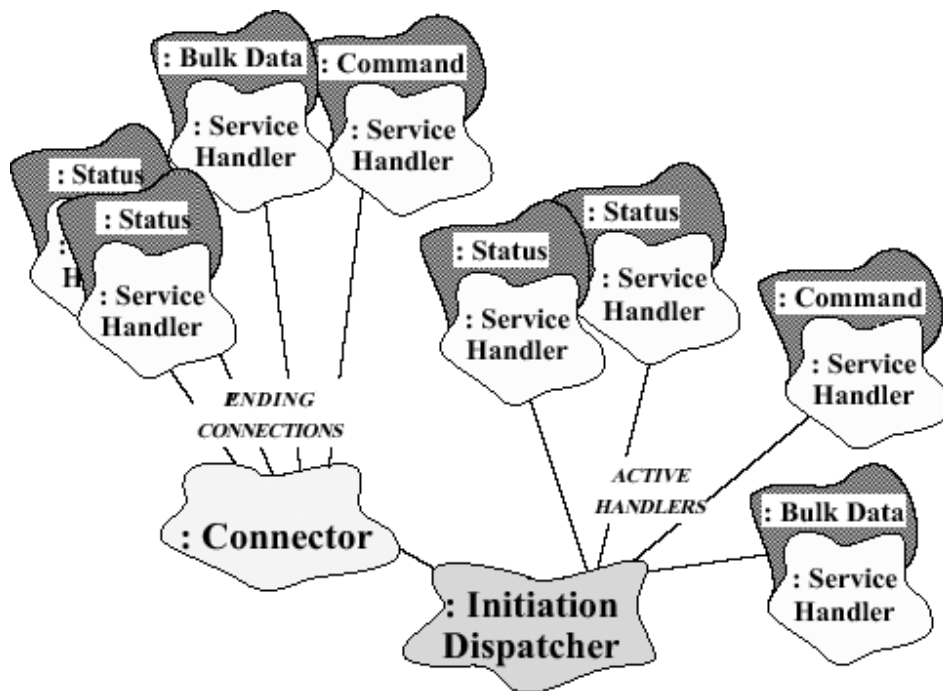 : Bulk Data
: Command
: Service
Handler
: Service
Handler
: Status
: Status
: Service
Handler
: Status
: Status
: Service
Handler
: Service
Handler
: Command
: Service
Handler
PENDING
CONNECTIONS
ACTIVE
HANDLERS
: Bulk Data
: Connector
: Service
Handler
: Initiation
Dispatcher